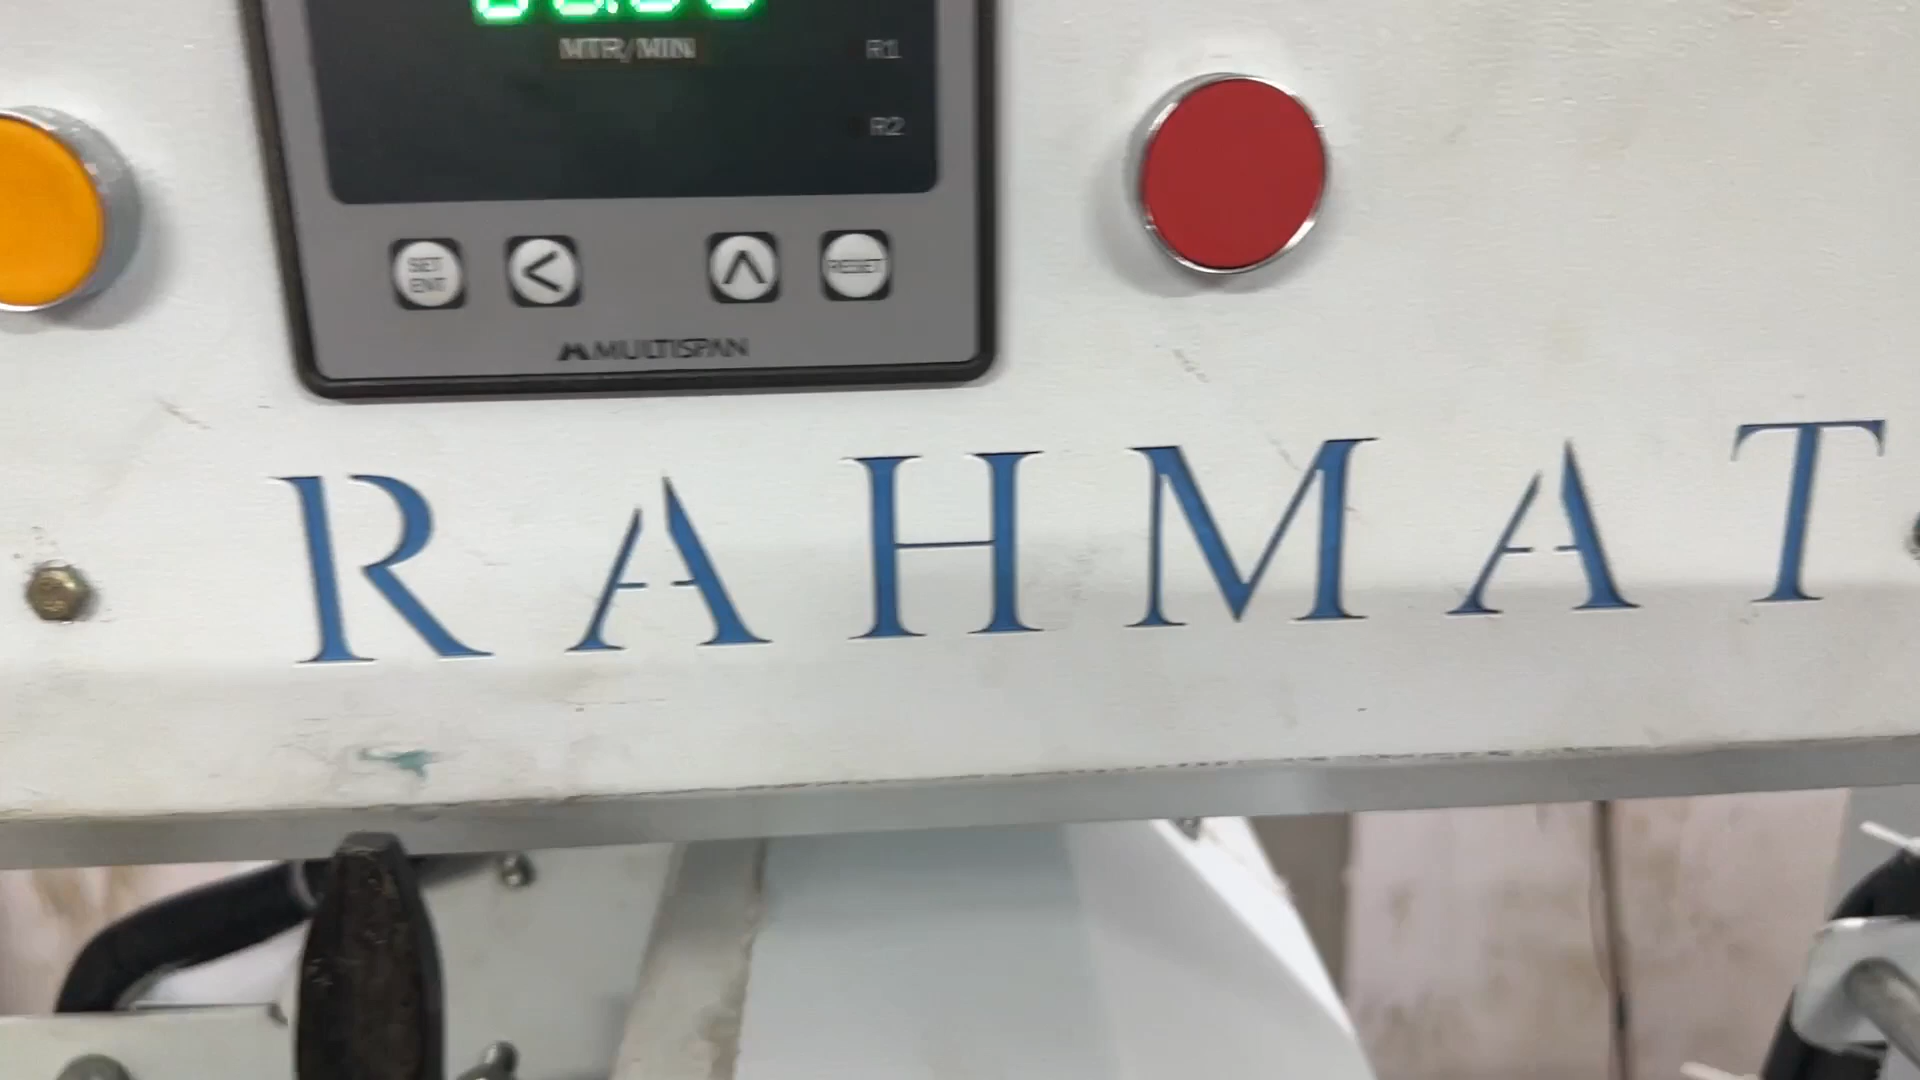 MTR/MIN
R1
R2
SET
ENT
<
RESET
MULTISPAN
RAHMAT